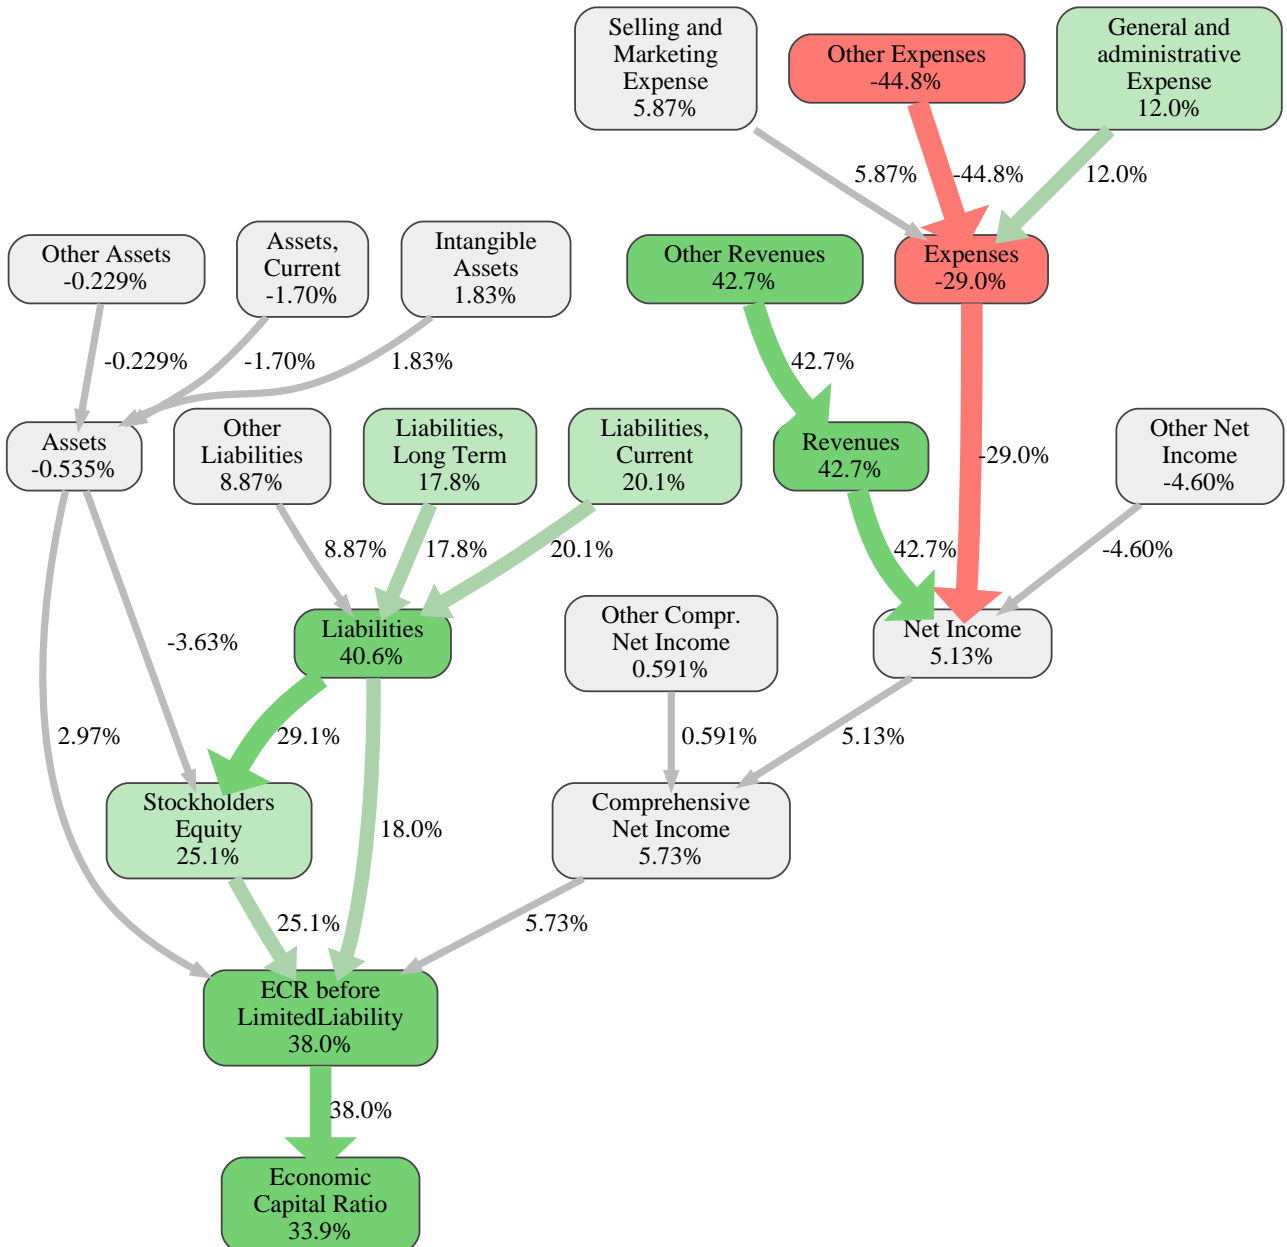 Selling and
Marketing
Expense
5.87%
Other Expenses
-44.8%
General and
administrative
Expense
12.0%
5.87%
-44.8%
12.0%
Other Assets
-0.229%
Assets,
Current
-1.70%
Intangible
Assets
1.83%
Other Revenues
42.7%
Expenses
-29.0%
-0.229%
-1.70%
1.83%
42.7%
Assets
-0.535%
Other
Liabilities
8.87%
Liabilities,
Long Term
17.8%
Liabilities,
Current
20.1%
Revenues
42.7%
-29.0%
Other Net
Income
-4.60%
8.87%
17.8%
20.1%
42.7%
-4.60%
-3.63%
Liabilities
40.6%
Other Compr.
Net Income
0.591%
Net Income
5.13%
2.97%
29.1%
0.591%
5.13%
Stockholders
Equity
25.1%
18.0%
Comprehensive
Net Income
5.73%
25.1%
5.73%
ECR before
LimitedLiability
38.0%
38.0%
Economic
Capital Ratio
33.9%